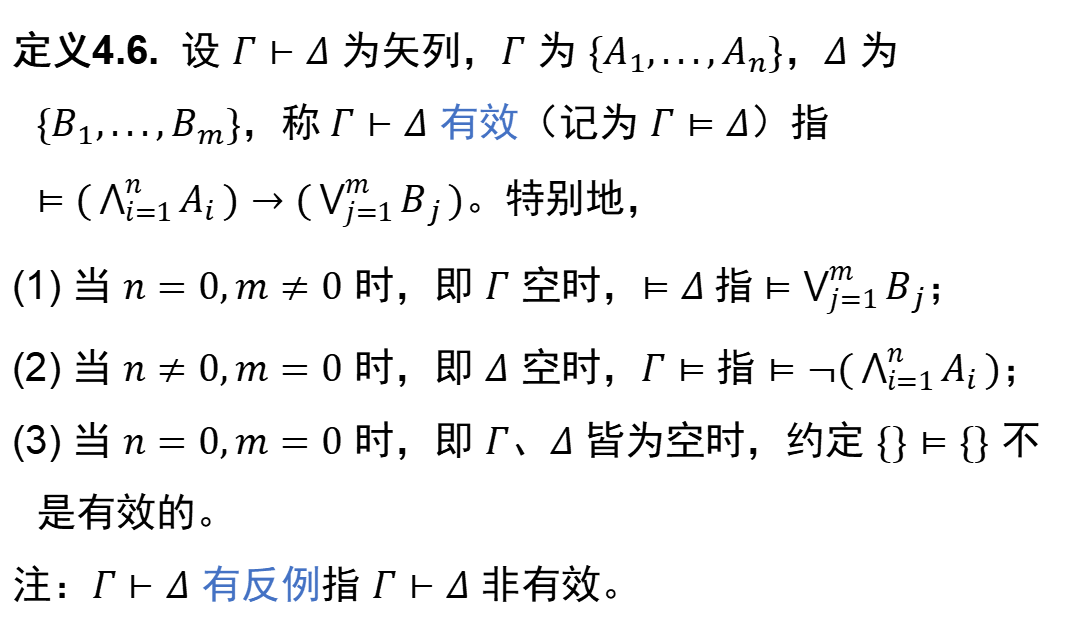 定义4.6. 设 Γ ⊢ Δ 为矢列，Γ 为 {A₁,...,Aₙ}，Δ 为
{B₁,...,Bₘ}，称 Γ ⊢ Δ 有效（记为 Γ ⊨ Δ）指
⊨ (⋀ⁿᵢ₌₁ Aᵢ) → (⋁ᵐⱼ₌₁ Bⱼ)。特别地，
(1) 当 n = 0, m ≠ 0 时，即 Γ 空时，⊨ Δ 指 ⊨ ⋁ᵐⱼ₌₁ Bⱼ；
(2) 当 n ≠ 0, m = 0 时，即 Δ 空时，Γ ⊨ 指 ⊨ ¬(⋀ⁿᵢ₌₁ Aᵢ)；
(3) 当 n = 0, m = 0 时，即 Γ、Δ 皆为空时，约定 {} ⊨ {} 不
是有效的。
注：Γ ⊢ Δ 有反例指 Γ ⊢ Δ 非有效。